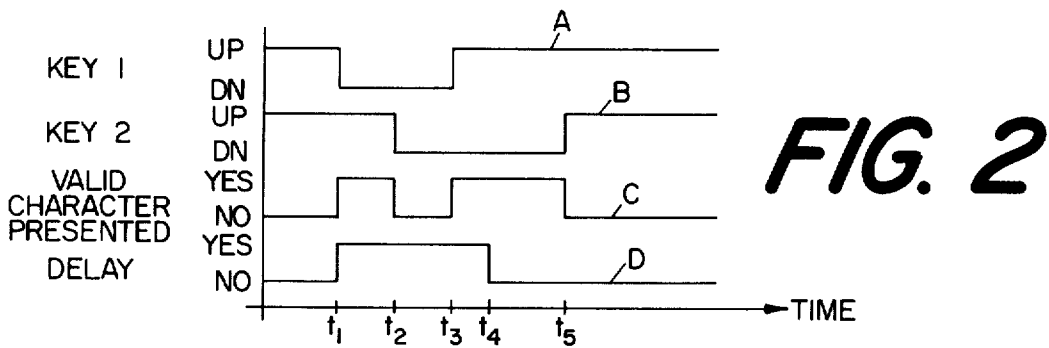 A
KEY 1 UP
DN
B
KEY 2 UP
DN
VALID CHARACTER PRESENTED YES
NO
C
DELAY YES
NO
D
TIME
t1 t2 t3 t4 t5
FIG. 2